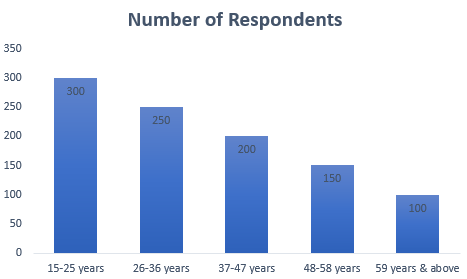 Number of Respondents
350
300
250
200
150
100
50
0
300
250
200
150
100
15-25 years
26-36 years
37-47 years
48-58 years
59 years & above